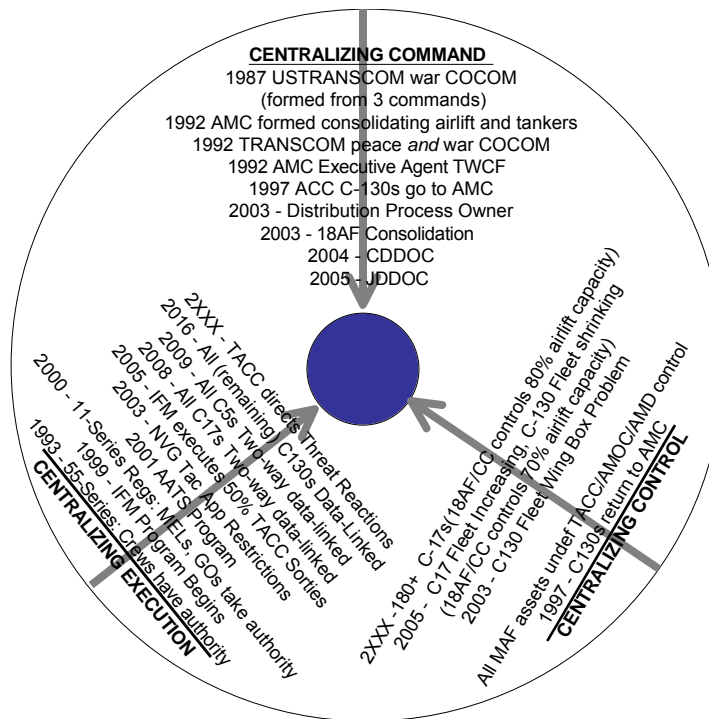 CENTRALIZING COMMAND
1987 USTRANSCOM war COCOM
(formed from 3 commands)
1992 AMC formed consolidating airlift and tankers
1992 TRANSCOM peace and war COCOM
1992 AMC Executive Agent TWCF
1997 ACC C-130s go to AMC
2003 - Distribution Process Owner
2003 - 18AF Consolidation
2004 - CDDOC
2005 - JDDOC
2XXX - TACC directs Threat Reactions
2016 - All (remaining) C130s Data-Linked
2009 - All C5s Two way data-linked
2008 - All C17s Two-way data-linked
2005 - IFM executes 50% TACC Sorties
2003 - NVG Tac App Restrictions
2001 AATS Program
2000 - 11-Series Regs: MELs, GOs take authority
1999 - IFM Program Begins
1993 - 55-Series: Crews have authority
CENTRALIZING EXECUTION
2XXX -180+ C-17s(18AF/CC controls 80% airlift capacity)
2005 - C17 Fleet Increasing, C-130 Fleet shrinking
(18AF/CC controls 70% airlift capacity)
2003 - C130 Fleet Wing Box Problem
All MAF assets undef TACC/AMOC/AMD control
1997 - C130s return to AMC
CENTRALIZING CONTROL